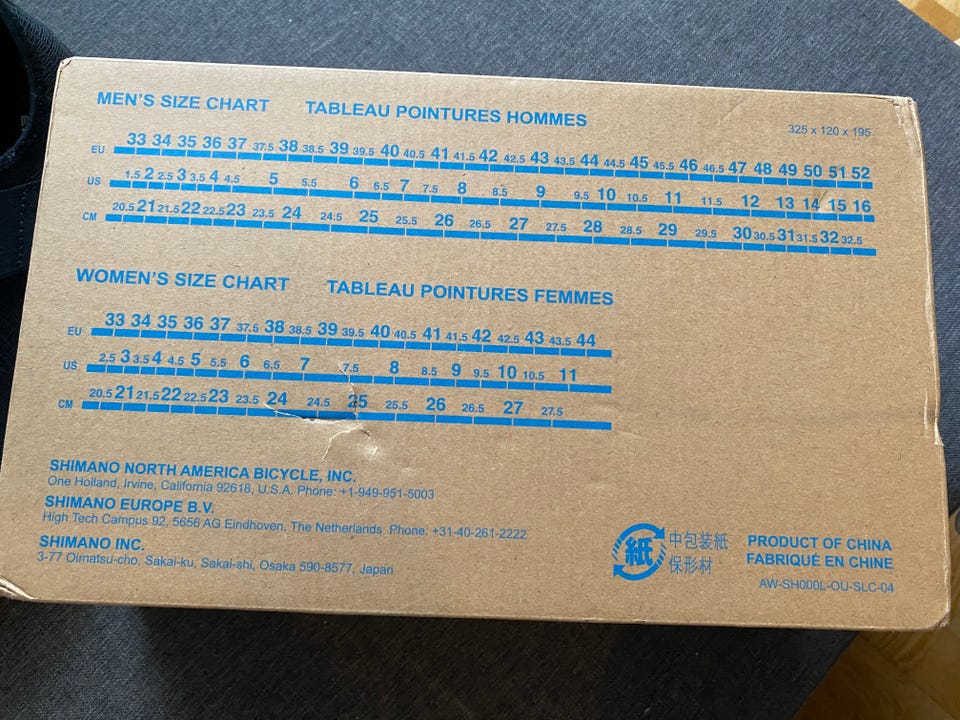 MEN'S SIZE CHART TABLEAU POINTURES HOMMES
325 x 120 x 195
EU 33 34 35 36 37 37.5 38 38.5 39 39.5 40 40.5 41 41.5 42 42.5 43 43.5 44 44.5 45 45.5 46 46.5 47 48 49 50 51 52
US 1.5 2 2.5 3 3.5 4 4.5 5 5.5 6 6.5 7 7.5 8 8.5 9 9.5 10 10.5 11 11.5 12 13 14 15 16
CM 20.5 21 21.5 22 22.5 23 23.5 24 24.5 25 25.5 26 26.5 27 27.5 28 28.5 29 29.5 30 30.5 31 31.5 32 32.5
WOMEN'S SIZE CHART TABLEAU POINTURES FEMMES
EU 33 34 35 36 37 37.5 38 38.5 39 39.5 40 40.5 41 41.5 42 42.5 43 43.5 44
US 2.5 3 3.5 4 4.5 5 5.5 6 6.5 7 7.5 8 8.5 9 9.5 10 10.5 11
CM 20.5 21 21.5 22 22.5 23 23.5 24 24.5 25 25.5 26 26.5 27 27.5
SHIMANO NORTH AMERICA BICYCLE, INC.
One Holland, Irvine, California 92618, U.S.A. Phone: +1-949-951-5003
SHIMANO EUROPE B.V.
High Tech Campus 92, 5656 AG Eindhoven, The Netherlands Phone: +31-40-261-2222
SHIMANO INC.
3-77 Oimatsu-cho, Sakai-ku, Sakai-shi, Osaka 590-8577, Japan
紙
中包装紙
保形材
PRODUCT OF CHINA
FABRIQUÉ EN CHINE
AW-SH000L-OU-SLC-04